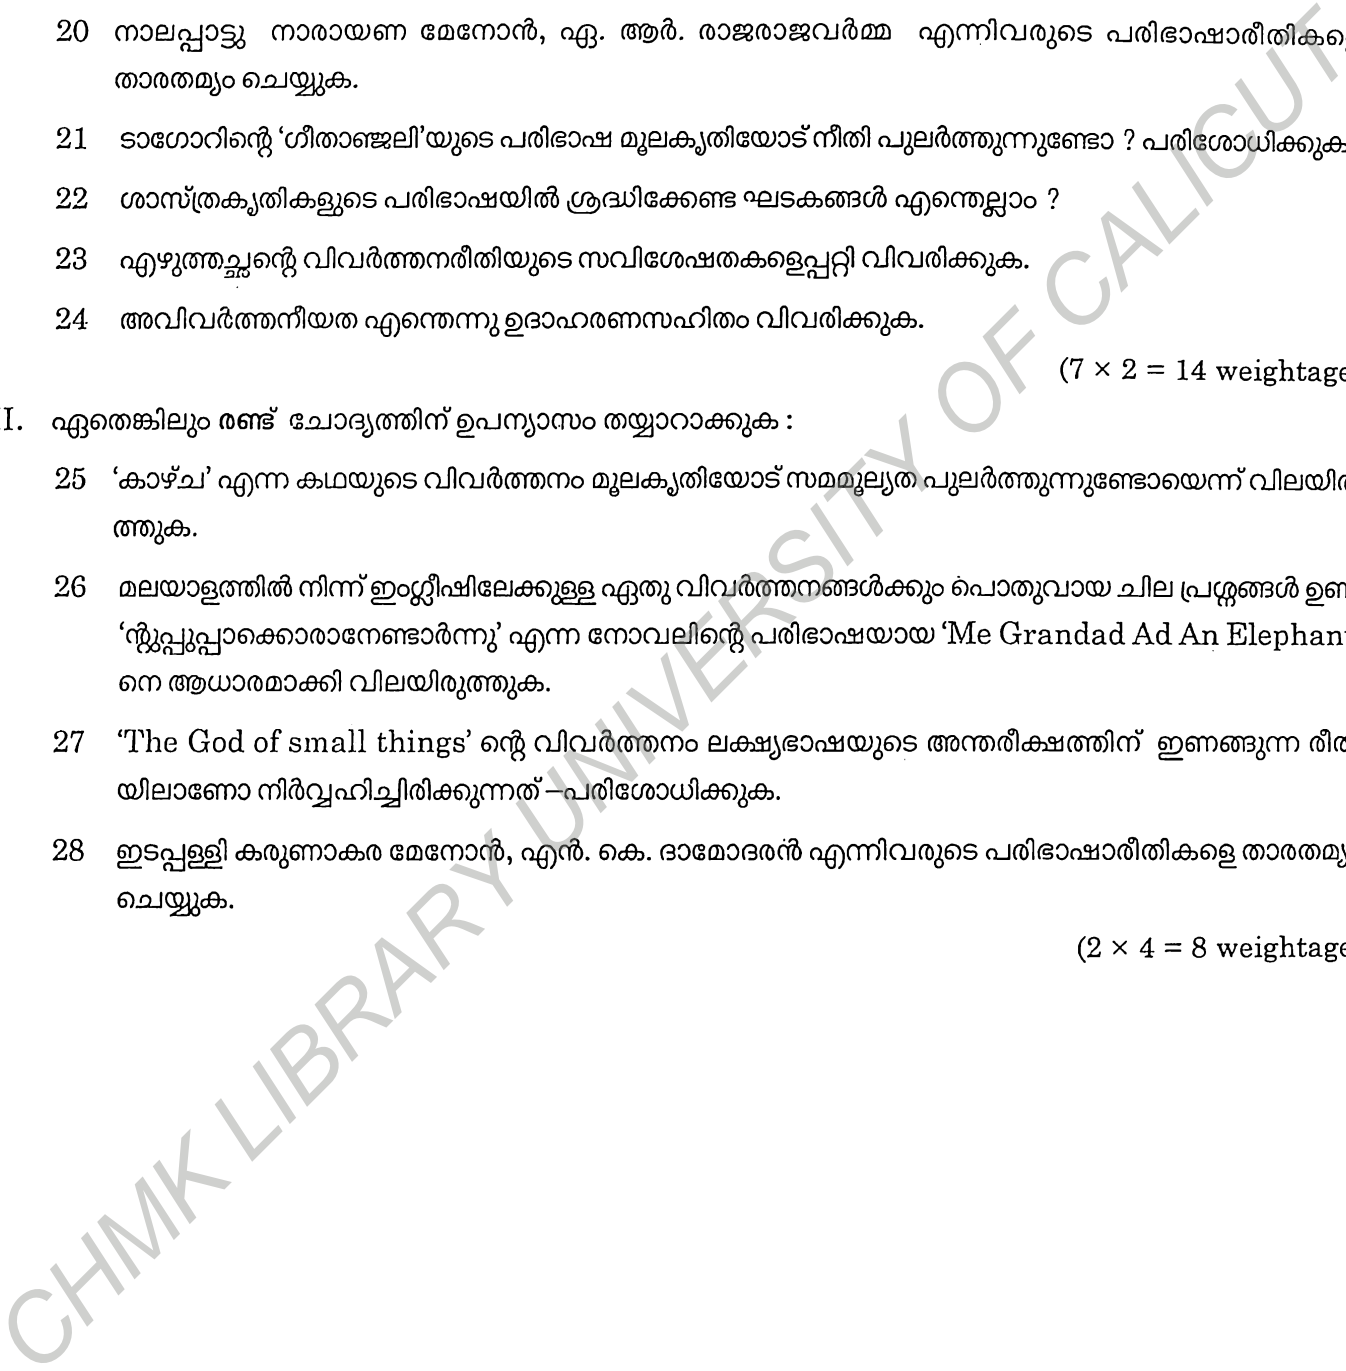 20 നാലപ്പാട്ടു നാരായണ മേനോൻ, ഏ. ആർ. രാജരാജവർമ്മ എന്നിവരുടെ പരിഭാഷാരീതികളെ
താരതമ്യം ചെയ്യുക.
21 ടാഗോറിന്റെ ‘ഗീതാഞ്ജലി’യുടെ പരിഭാഷ മൂലകൃതിയോട് നീതി പുലർത്തുന്നുണ്ടോ ? പരിശോധിക്കുക
22 ശാസ്ത്രകൃതികളുടെ പരിഭാഷയിൽ ശ്രദ്ധിക്കേണ്ട ഘടകങ്ങൾ എന്തെല്ലാം ?
23 എഴുത്തച്ഛന്റെ വിവർത്തനരീതിയുടെ സവിശേഷതകളെപ്പറ്റി വിവരിക്കുക.
24 അവിവർത്തനീയത എന്തെന്നു ഉദാഹരണസഹിതം വിവരിക്കുക.
(7 × 2 = 14 weightage
I. ഏതെങ്കിലും രണ്ട് ചോദ്യത്തിന് ഉപന്യാസം തയ്യാറാക്കുക :
25 ‘കാഴ്ച’ എന്ന കഥയുടെ വിവർത്തനം മൂലകൃതിയോട് സമമൂല്യത പുലർത്തുന്നുണ്ടോയെന്ന് വിലയിരു
ത്തുക.
26 മലയാളത്തിൽ നിന്ന് ഇംഗ്ലീഷിലേക്കുള്ള ഏതു വിവർത്തനങ്ങൾക്കും പൊതുവായ ചില പ്രശ്നങ്ങൾ ഉണ്
‘ന്റുപ്പുപ്പാക്കൊരാനേണ്ടാർന്നു’ എന്ന നോവലിന്റെ പരിഭാഷയായ ‘Me Grandad Ad An Elephant
നെ ആധാരമാക്കി വിലയിരുത്തുക.
27 ‘The God of small things’ ന്റെ വിവർത്തനം ലക്ഷ്യഭാഷയുടെ അന്തരീക്ഷത്തിന് ഇണങ്ങുന്ന രീത
യിലാണോ നിർവ്വഹിച്ചിരിക്കുന്നത് –പരിശോധിക്കുക.
28 ഇടപ്പള്ളി കരുണാകര മേനോൻ, എൻ. കെ. ദാമോദരൻ എന്നിവരുടെ പരിഭാഷാരീതികളെ താരതമ്യ
ചെയ്യുക.
(2 × 4 = 8 weightage
CHMK LIBRARY UNIVERSITY OF CALICUT